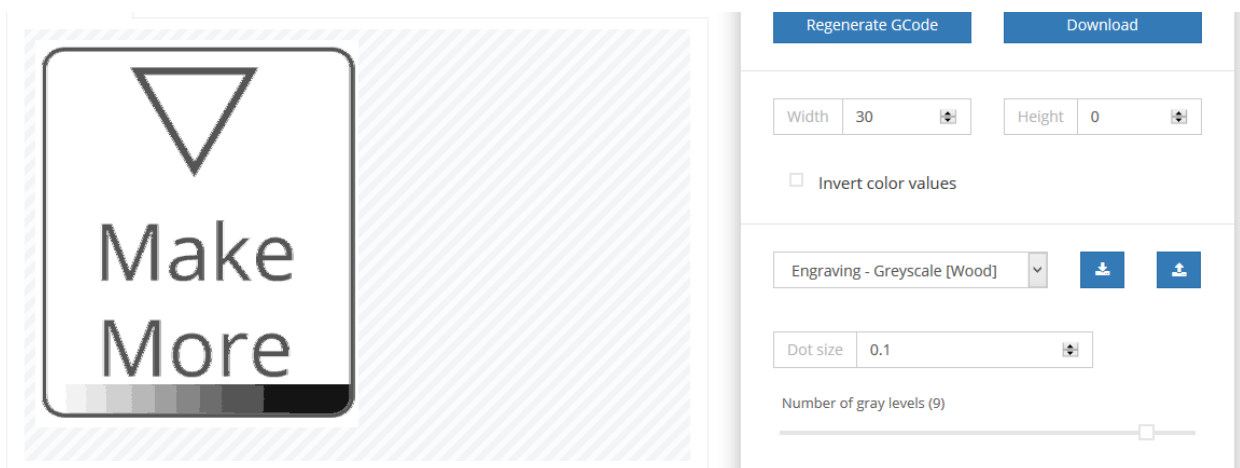 Make
More
Regenerate GCode
Download
Width 30
Height 0
Invert color values
Engraving - Greyscale [Wood]
Dot size 0.1
Number of gray levels (9)